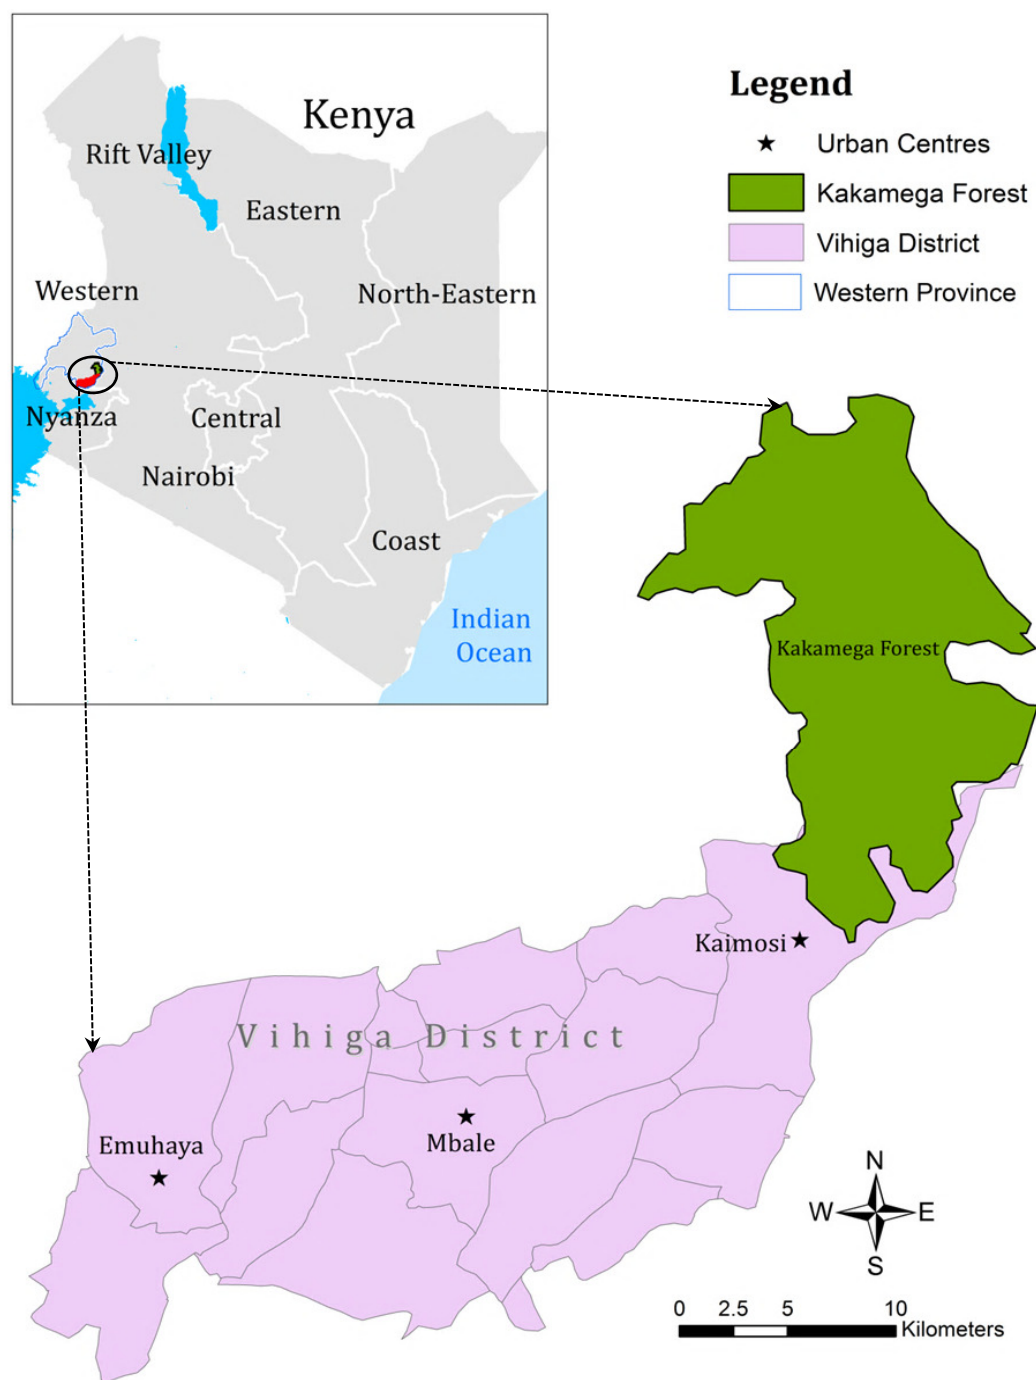 Kenya
Rift Valley
Eastern
Western
North-Eastern
Nyanza
Central
Nairobi
Coast
Indian
Ocean
Legend
Urban Centres
Kakamega Forest
Vihiga District
Western Province
Kakamega Forest
Kaimosi
Vihiga District
Mbale
Emuhaya
N
W E
S
0 2.5 5 10
Kilometers